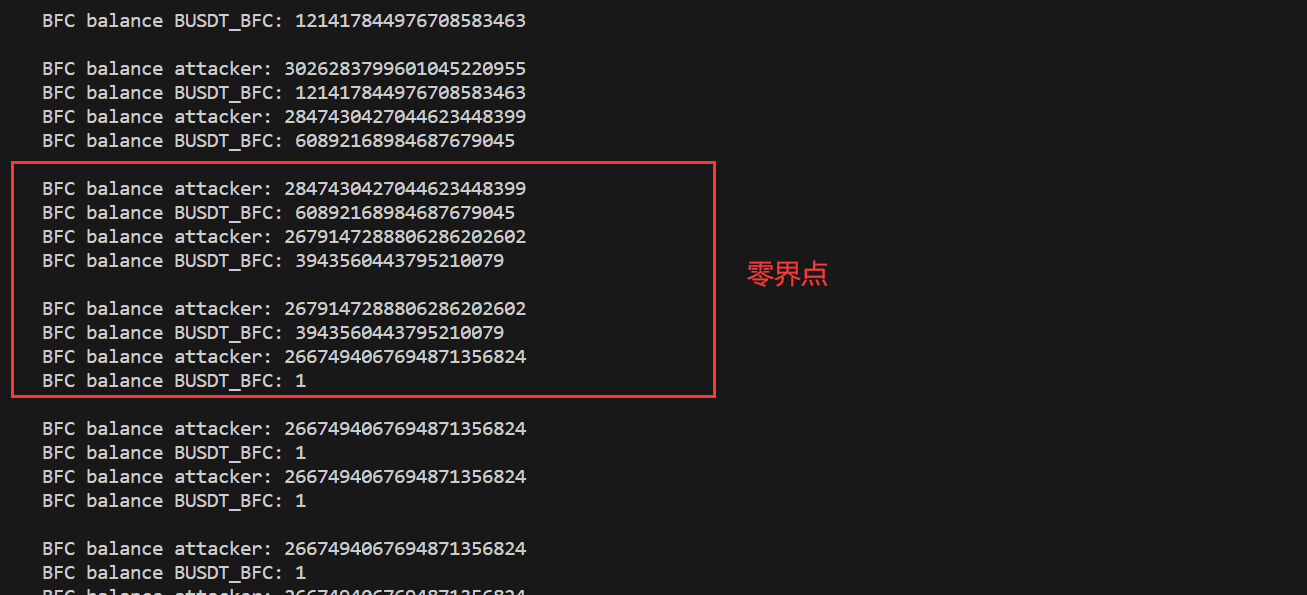 BFC balance BUSDT_BFC: 121417844976708583463
BFC balance attacker: 3026283799601045220955
BFC balance BUSDT_BFC: 121417844976708583463
BFC balance attacker: 2847430427044623448399
BFC balance BUSDT_BFC: 60892168984687679045
BFC balance attacker: 2847430427044623448399
BFC balance BUSDT_BFC: 60892168984687679045
BFC balance attacker: 2679147288806286202602
BFC balance BUSDT_BFC: 3943560443795210079
零界点
BFC balance attacker: 2679147288806286202602
BFC balance BUSDT_BFC: 3943560443795210079
BFC balance attacker: 2667494067694871356824
BFC balance BUSDT_BFC: 1
BFC balance attacker: 2667494067694871356824
BFC balance BUSDT_BFC: 1
BFC balance attacker: 2667494067694871356824
BFC balance BUSDT_BFC: 1
BFC balance attacker: 2667494067694871356824
BFC balance BUSDT_BFC: 1
BFC balance attacker: 2667494067694871356824